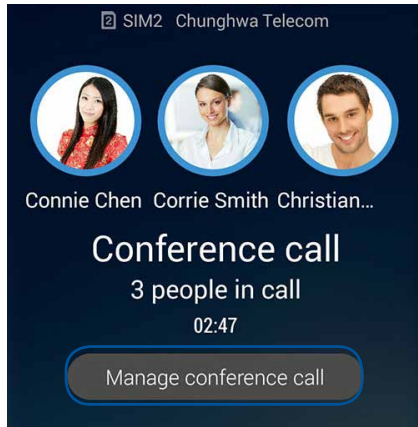 2 SIM2 Chunghwa Telecom
Connie Chen Corrie Smith Christian...
Conference call
3 people in call
02:47
Manage conference call